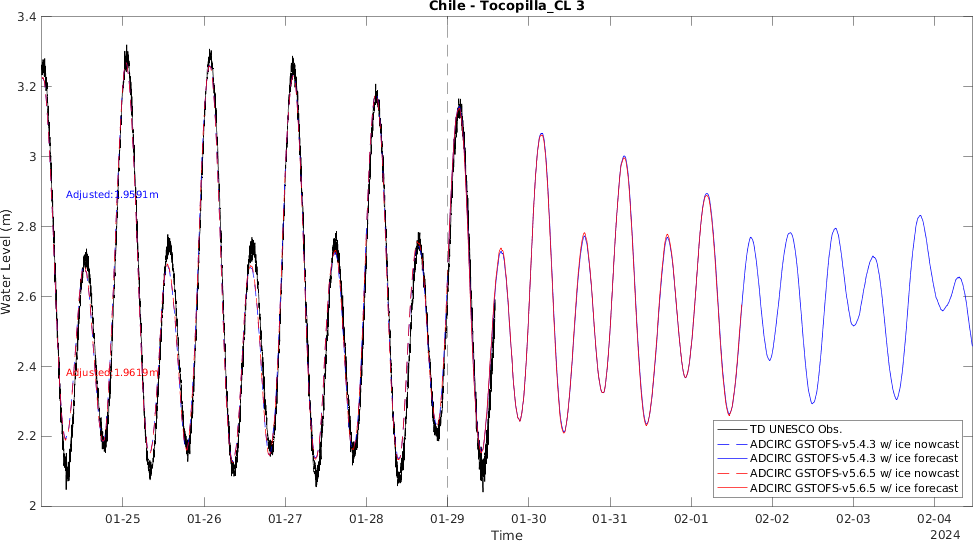 Chile - Tocopilla_CL 3
3.4
3.2
3
2.8
2.6
2.4
2.2
2
Water Level (m)
Adjusted:1.9591m
Adjusted:1.9619m
TD UNESCO Obs.
ADCIRC GSTOFS-v5.4.3 w/ ice nowcast
ADCIRC GSTOFS-v5.4.3 w/ ice forecast
ADCIRC GSTOFS-v5.6.5 w/ ice nowcast
ADCIRC GSTOFS-v5.6.5 w/ ice forecast
01-25 01-26 01-27 01-28 01-29 01-30 01-31 02-01 02-02 02-03 02-04
Time 2024